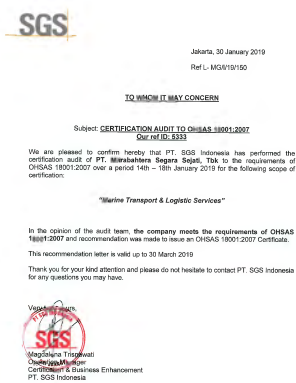 SGS
Jakarta, 30 January 2019
Ref L- MG/I/19/150
TO WHOM IT MAY CONCERN
Subject: CERTIFICATION AUDIT TO OHSAS 18001:2007
Our ref ID: 5333
We are pleased to confirm hereby that PT. SGS Indonesia has performed the
certification audit of PT. Segara Sejati, Tbk to the requirements of
OHSAS 18001:2007 over a period 14th – 18th January 2019 for the following scope of
certification:
"Marine Transport & Logistic Services"
In the opinion of the audit team, the company meets the requirements of OHSAS
:2007 and recommendation was made to issue an OHSAS 18001:2007 Certificate.
This recommendation letter is valid up to 30 March 2019
Thank you for your kind attention and please do not hesitate to contact PT. SGS Indonesia
for any questions you may have.
SGS
Magdalena
Operation Manager
Certification & Business Enhancement
PT. SGS Indonesia